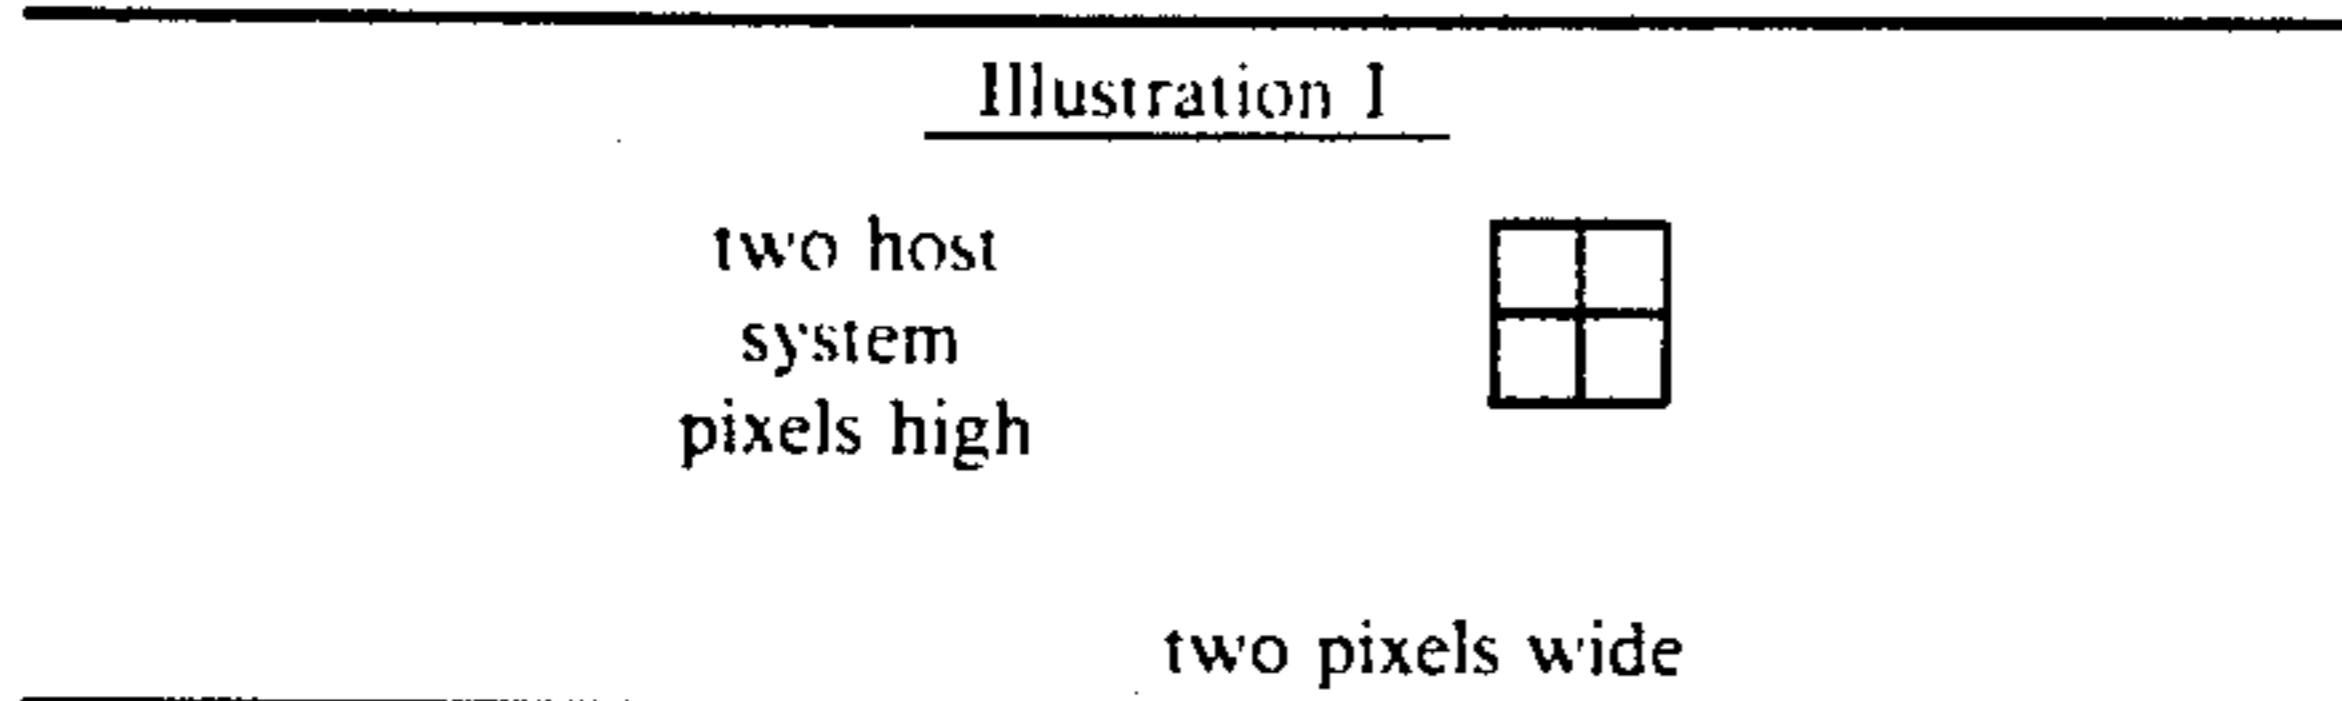 Illustration I
two host
system
pixels high
two pixels wide